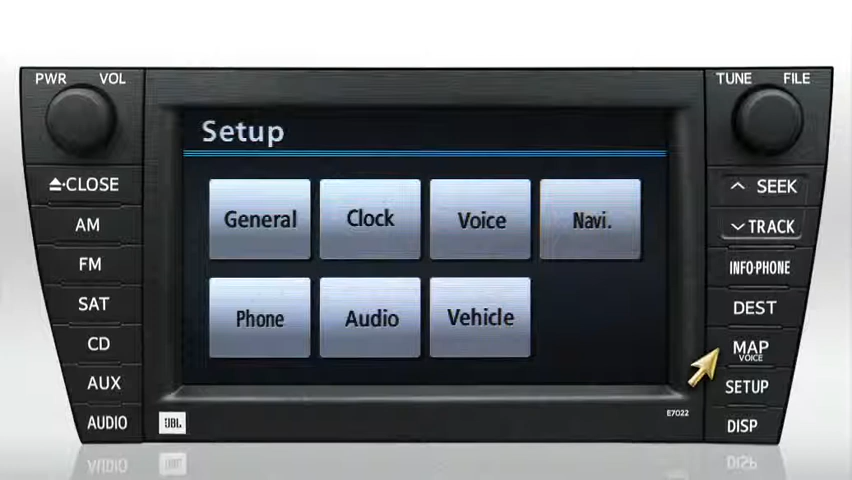 PWR VOL
TUNE FILE
⏏·CLOSE
AM
FM
SAT
CD
AUX
AUDIO
Setup
General Clock Voice Navi.
Phone Audio Vehicle
JBL
E7022
SEEK
TRACK
INFO·PHONE
DEST
MAP
VOICE
SETUP
DISP